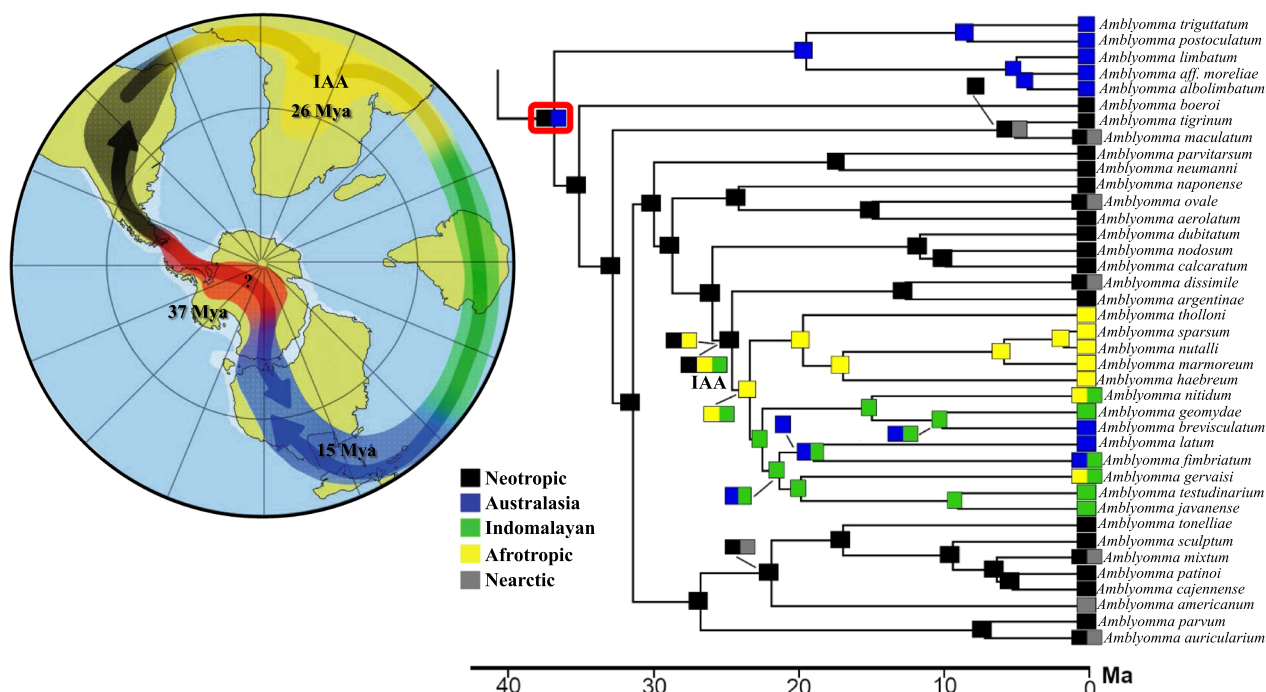 IAA
26 Mya
?
37 Mya
15 Mya
Neotropic
Australasia
Indomalayan
Afrotropic
Nearctic
IAA
Amblyomma triguttatum
Amblyomma postoculatum
Amblyomma limbatum
Amblyomma aff. moreliae
Amblyomma albolimbatum
Amblyomma boeroi
Amblyomma tigrinum
Amblyomma maculatum
Amblyomma parvitarsum
Amblyomma neumanni
Amblyomma naponense
Amblyomma ovale
Amblyomma aerolatum
Amblyomma dubitatum
Amblyomma nodosum
Amblyomma calcaratum
Amblyomma dissimile
Amblyomma argentinae
Amblyomma tholloni
Amblyomma sparsum
Amblyomma nutalli
Amblyomma marmoreum
Amblyomma haebreum
Amblyomma nitidum
Amblyomma geomydae
Amblyomma brevisculatum
Amblyomma latum
Amblyomma fimbriatum
Amblyomma gervaisi
Amblyomma testudinarium
Amblyomma javanense
Amblyomma tonelliae
Amblyomma sculptum
Amblyomma mixtum
Amblyomma patinoi
Amblyomma cajennense
Amblyomma americanum
Amblyomma parvum
Amblyomma auricularium
40 30 20 10 0 Ma